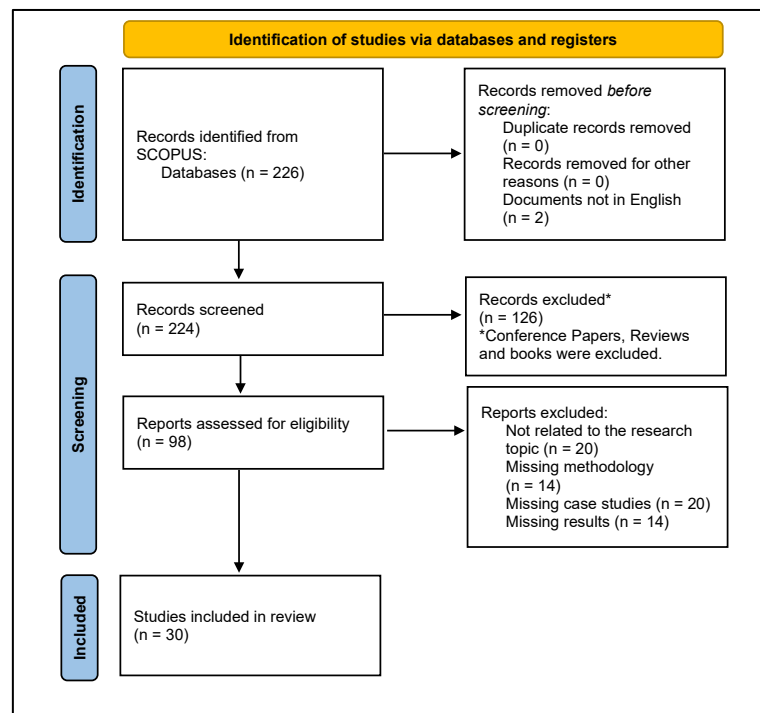 Identification of studies via databases and registers
Identification
Records identified from
SCOPUS:
Databases (n = 226)
Records removed before
screening:
Duplicate records removed
(n = 0)
Records removed for other
reasons (n = 0)
Documents not in English
(n = 2)
Screening
Records screened
(n = 224)
Records excluded*
(n = 126)
*Conference Papers, Reviews
and books were excluded.
Reports assessed for eligibility
(n = 98)
Reports excluded:
Not related to the research
topic (n = 20)
Missing methodology
(n = 14)
Missing case studies (n = 20)
Missing results (n = 14)
Included
Studies included in review
(n = 30)